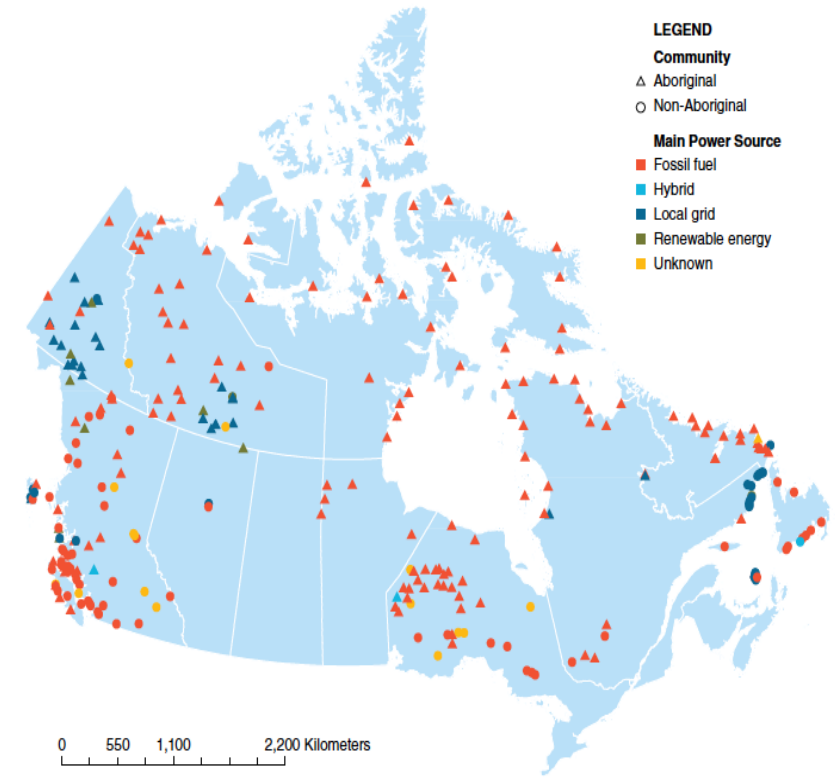 LEGEND
Community
Aboriginal
Non-Aboriginal
Main Power Source
Fossil fuel
Hybrid
Local grid
Renewable energy
Unknown
0 550 1,100 2,200 Kilometers